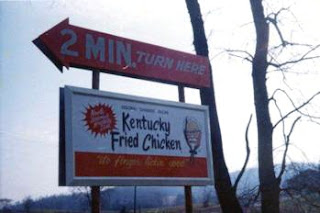 2 MIN. TURN HERE
Kentucky
Fried Chicken
"it's finger lickin' good"